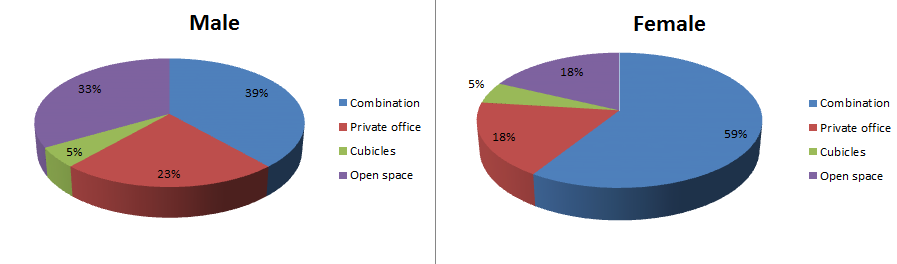 Male
39%
23%
5%
33%
Combination
Private office
Cubicles
Open space
Female
59%
18%
5%
18%
Combination
Private office
Cubicles
Open space